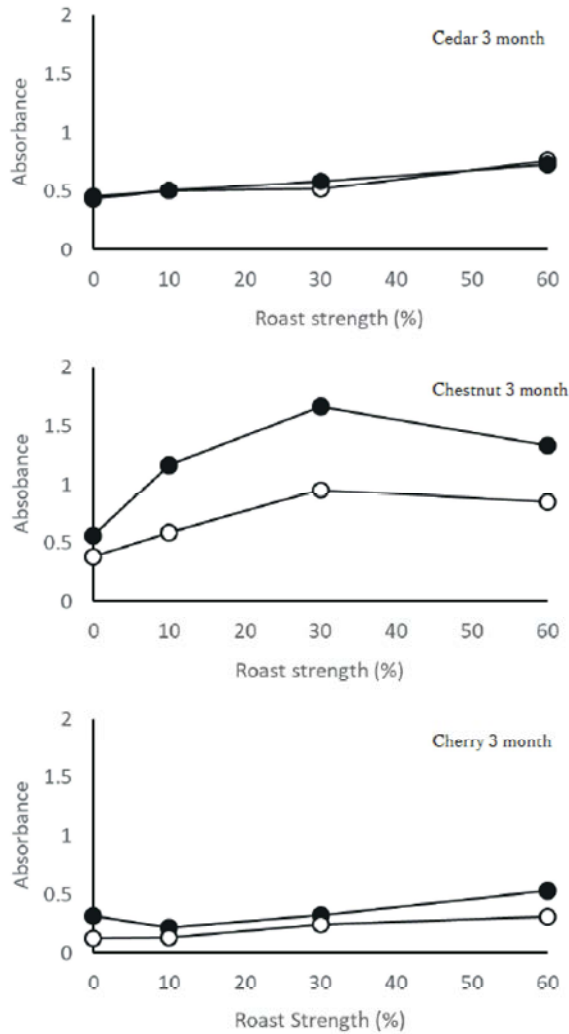 Cedar 3 month
Absorbance
2
1.5
1
0.5
0
0 10 20 30 40 50 60
Roast strength (%)
Chestnut 3 month
Absobance
2
1.5
1
0.5
0
0 10 20 30 40 50 60
Roast strength (%)
Cherry 3 month
Absorbance
2
1.5
1
0.5
0
0 10 20 30 40 50 60
Roast Strength (%)